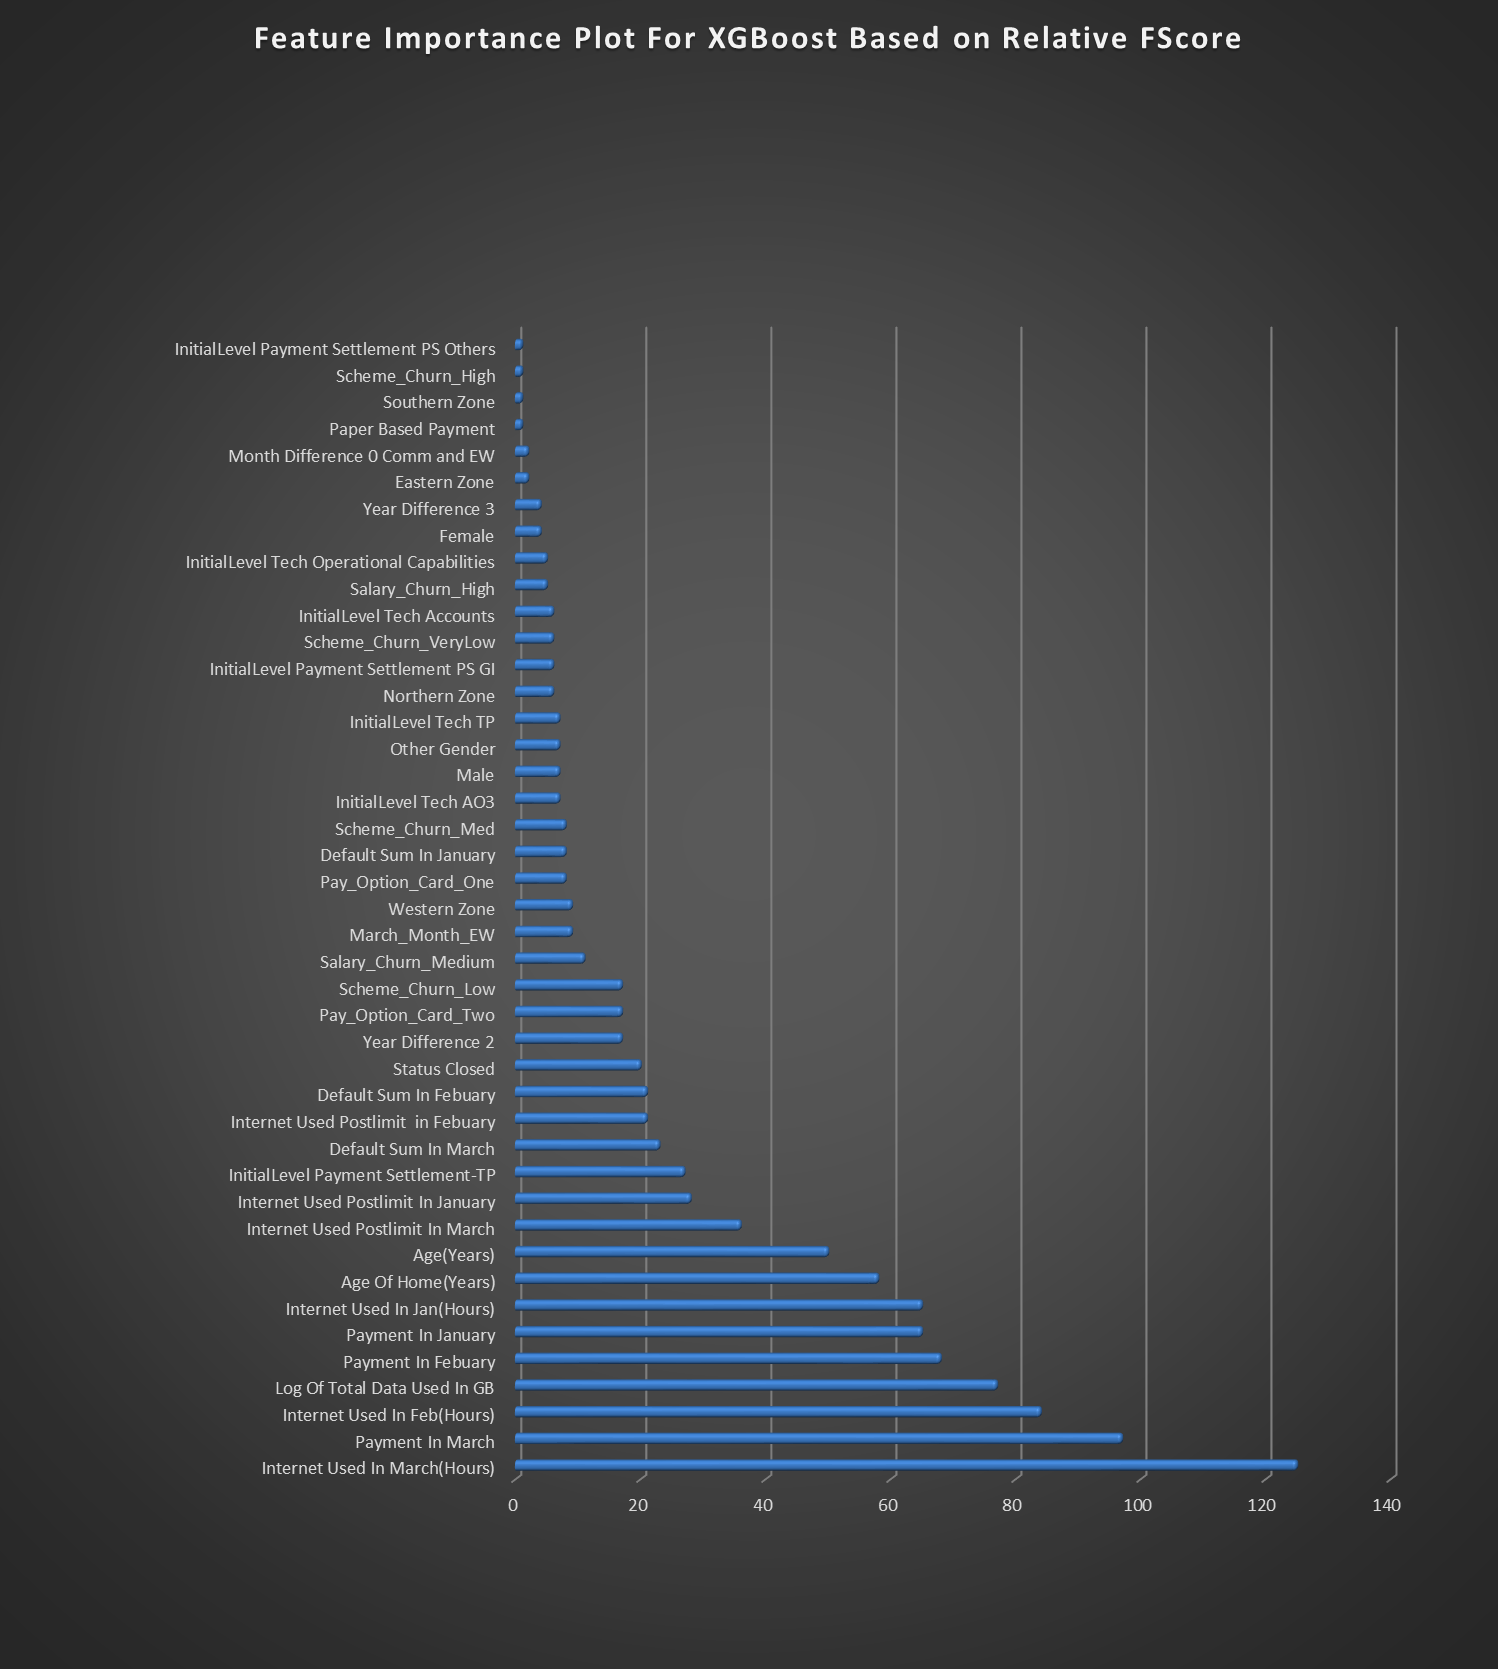 Feature Importance Plot For XGBoost Based on Relative FScore
InitialLevel Payment Settlement PS Others
Scheme_Churn_High
Southern Zone
Paper Based Payment
Month Difference 0 Comm and EW
Eastern Zone
Year Difference 3
Female
InitialLevel Tech Operational Capabilities
Salary_Churn_High
InitialLevel Tech Accounts
Scheme_Churn_VeryLow
InitialLevel Payment Settlement PS GI
Northern Zone
InitialLevel Tech TP
Other Gender
Male
InitialLevel Tech AO3
Scheme_Churn_Med
Default Sum In January
Pay_Option_Card_One
Western Zone
March_Month_EW
Salary_Churn_Medium
Scheme_Churn_Low
Pay_Option_Card_Two
Year Difference 2
Status Closed
Default Sum In Febuary
Internet Used Postlimit  in Febuary
Default Sum In March
InitialLevel Payment Settlement-TP
Internet Used Postlimit In January
Internet Used Postlimit In March
Age(Years)
Age Of Home(Years)
Internet Used In Jan(Hours)
Payment In January
Payment In Febuary
Log Of Total Data Used In GB
Internet Used In Feb(Hours)
Payment In March
Internet Used In March(Hours)
0 20 40 60 80 100 120 140